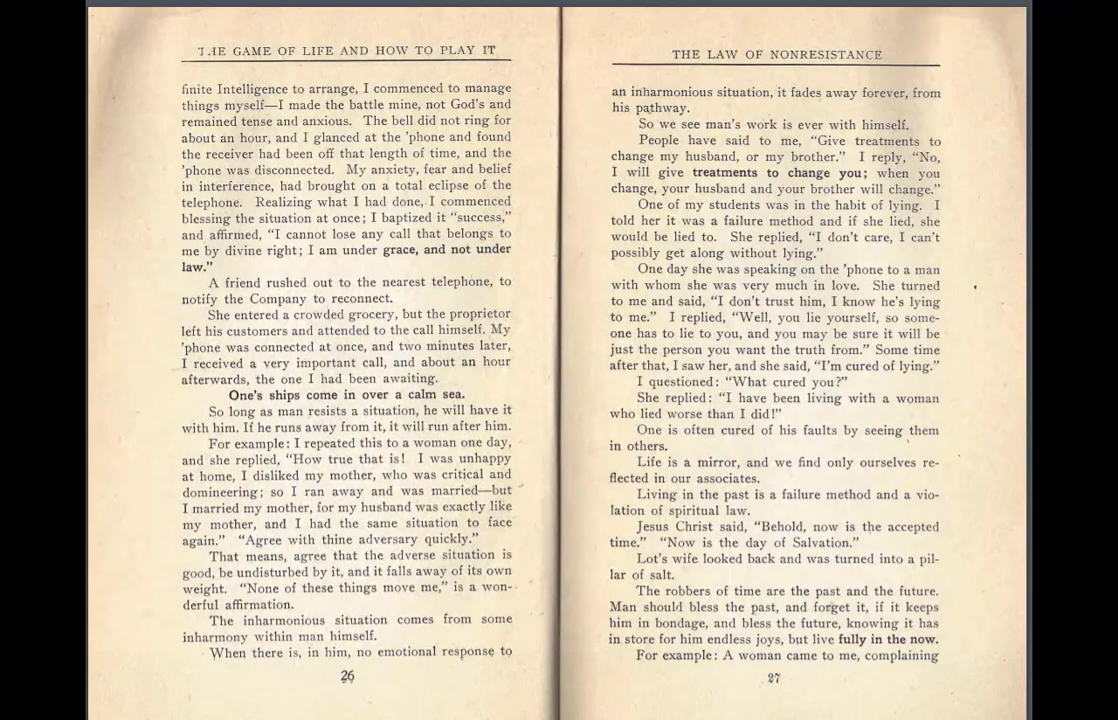 THE GAME OF LIFE AND HOW TO PLAY IT
finite Intelligence to arrange, I commenced to manage
things myself—I made the battle mine, not God's and
remained tense and anxious. The bell did not ring for
about an hour, and I glanced at the 'phone and found
the receiver had been off that length of time, and the
'phone was disconnected. My anxiety, fear and belief
in interference, had brought on a total eclipse of the
telephone. Realizing what I had done, I commenced
blessing the situation at once; I baptized it “success,”
and affirmed, “I cannot lose any call that belongs to
me by divine right; I am under grace, and not under
law.”
A friend rushed out to the nearest telephone, to
notify the Company to reconnect.
She entered a crowded grocery, but the proprietor
left his customers and attended to the call himself. My
'phone was connected at once, and two minutes later,
I received a very important call, and about an hour
afterwards, the one I had been awaiting.
One's ships come in over a calm sea.
So long as man resists a situation, he will have it
with him. If he runs away from it, it will run after him.
For example: I repeated this to a woman one day,
and she replied, “How true that is! I was unhappy
at home, I disliked my mother, who was critical and
domineering; so I ran away and was married—but
I married my mother, for my husband was exactly like
my mother, and I had the same situation to face
again.” “Agree with thine adversary quickly.”
That means, agree that the adverse situation is
good, be undisturbed by it, and it falls away of its own
weight. “None of these things move me,” is a won-
derful affirmation.
The inharmonious situation comes from some
inharmony within man himself.
When there is, in him, no emotional response to
26
THE LAW OF NONRESISTANCE
an inharmonious situation, it fades away forever, from
his pathway.
So we see man's work is ever with himself.
People have said to me, “Give treatments to
change my husband, or my brother.” I reply, “No,
I will give treatments to change you; when you
change, your husband and your brother will change.”
One of my students was in the habit of lying. I
told her it was a failure method and if she lied, she
would be lied to. She replied, “I don't care, I can't
possibly get along without lying.”
One day she was speaking on the 'phone to a man
with whom she was very much in love. She turned
to me and said, “I don't trust him, I know he's lying
to me.” I replied, “Well, you lie yourself, so some-
one has to lie to you, and you may be sure it will be
just the person you want the truth from.” Some time
after that, I saw her, and she said, “I'm cured of lying.”
I questioned: “What cured you?”
She replied: “I have been living with a woman
who lied worse than I did!”
One is often cured of his faults by seeing them
in others.
Life is a mirror, and we find only ourselves re-
flected in our associates.
Living in the past is a failure method and a vio-
lation of spiritual law.
Jesus Christ said, “Behold, now is the accepted
time.” “Now is the day of Salvation.”
Lot's wife looked back and was turned into a pil-
lar of salt.
The robbers of time are the past and the future.
Man should bless the past, and forget it, if it keeps
him in bondage, and bless the future, knowing it has
in store for him endless joys, but live fully in the now.
For example: A woman came to me, complaining
27